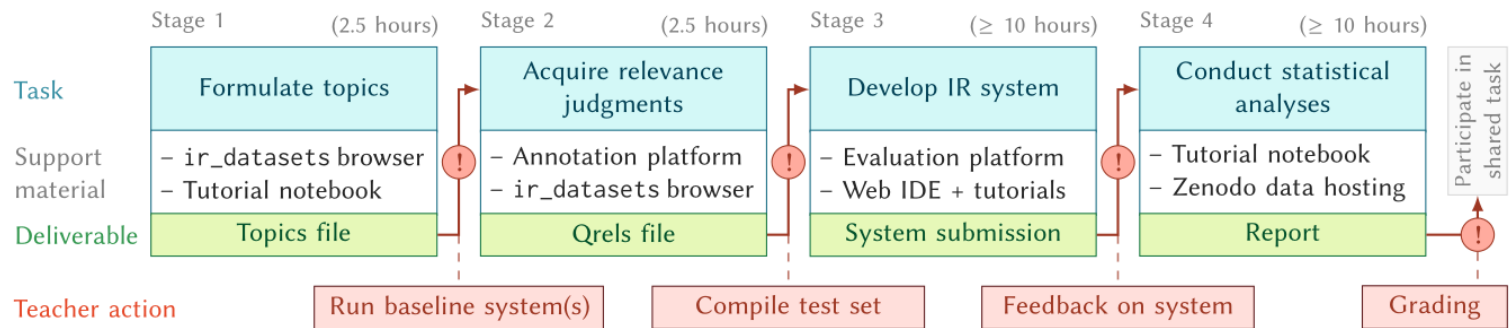 Stage 1 (2.5 hours) Stage 2 (2.5 hours) Stage 3 (≥ 10 hours) Stage 4 (≥ 10 hours)
Task
Formulate topics
Acquire relevance
judgments
Develop IR system
Conduct statistical
analyses
Participate in
shared task
Support
material
– ir_datasets browser
– Tutorial notebook
– Annotation platform
– ir_datasets browser
– Evaluation platform
– Web IDE + tutorials
– Tutorial notebook
– Zenodo data hosting
! ! ! !
Deliverable
Topics file
Qrels file
System submission
Report
Teacher action
Run baseline system(s)
Compile test set
Feedback on system
Grading